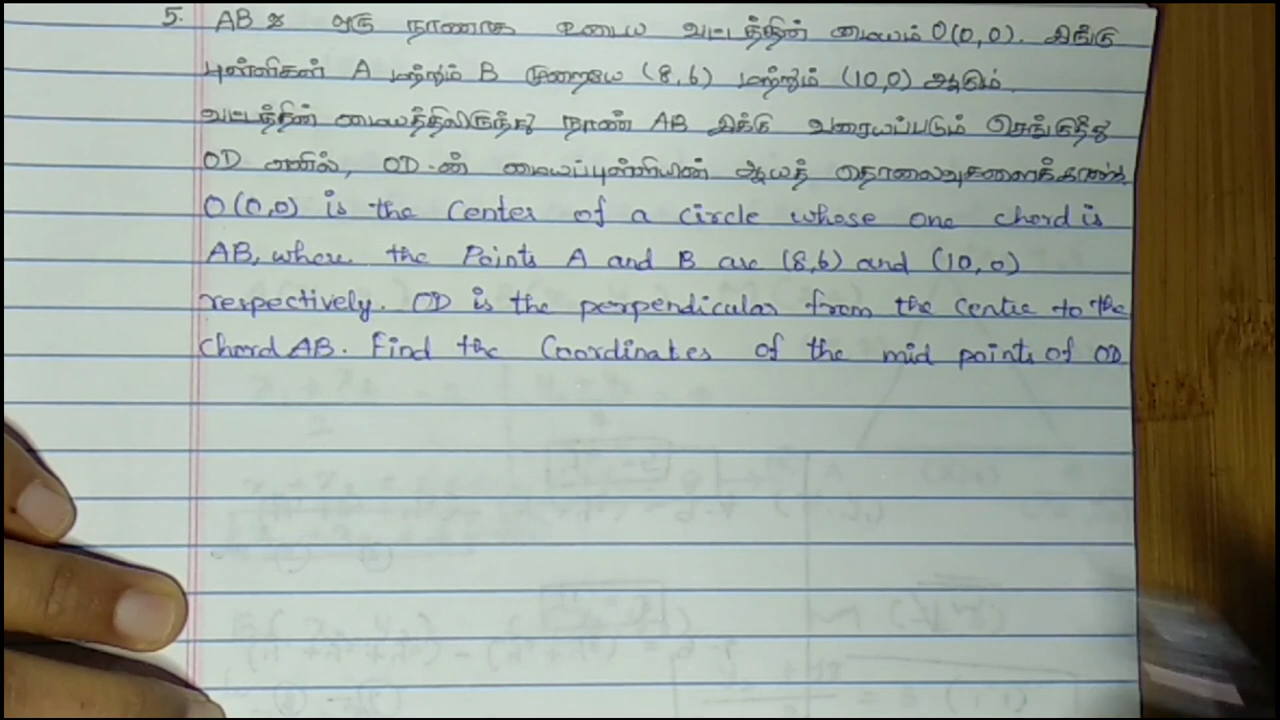 5. AB ஐ ஒரு நாணாக உடைய வட்டத்தின் மையம் O(0,0). இங்கு
புள்ளிகள் A மற்றும் B முறையே (8,6) மற்றும் (10,0) ஆகும்.
வட்டத்தின் மையத்திலிருந்து நாண் AB இக்கு வரையப்படும் செங்குத்து
OD எனில், OD-ன் மையப்புள்ளியின் ஆயத் தொலைவுகளைக்காண்க.
O(0,0) is the Center of a circle whose one chord is
AB, where the Points A and B are (8,6) and (10,0)
respectively. OD is the perpendicular from the centre to the
Chord AB. Find the Coordinates of the mid points of OD